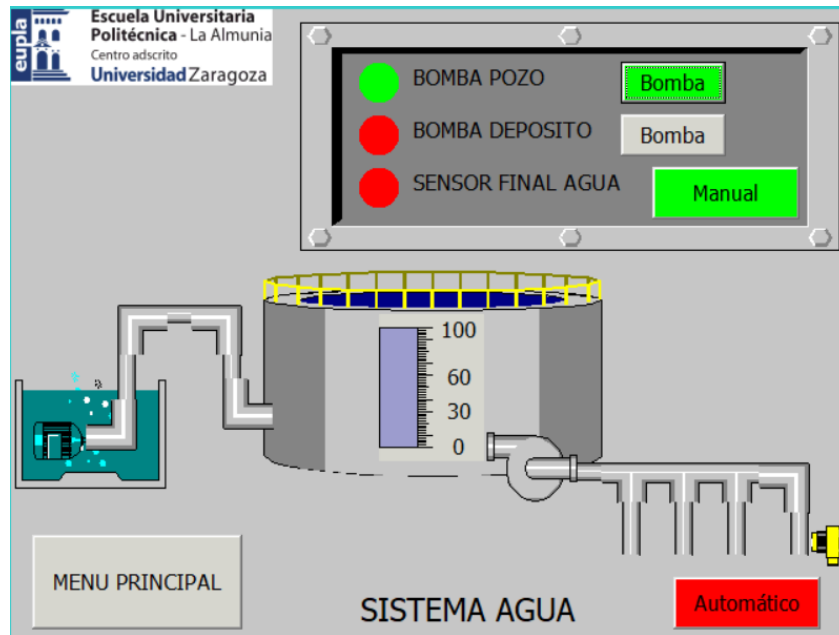 eupla
Escuela Universitaria
Politécnica - La Almunia
Centro adscrito
Universidad Zaragoza
BOMBA POZO
Bomba
BOMBA DEPOSITO
Bomba
SENSOR FINAL AGUA
Manual
100
60
30
0
MENU PRINCIPAL
SISTEMA AGUA
Automático